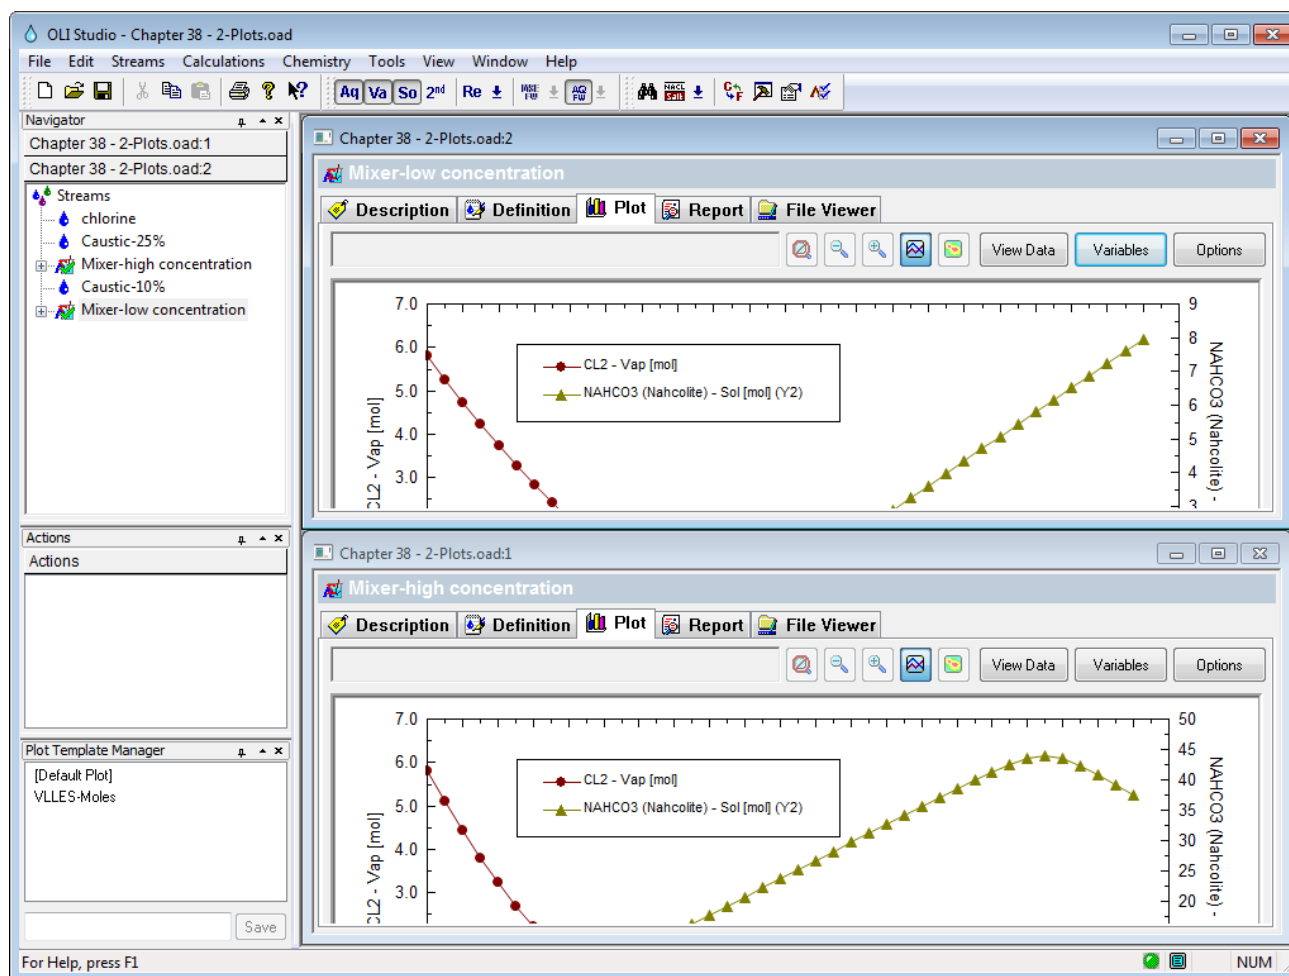 OLI Studio - Chapter 38 - 2-Plots.oad
File Edit Streams Calculations Chemistry Tools View Window Help
Aq Va So 2nd Re
Navigator
Chapter 38 - 2-Plots.oad:1
Chapter 38 - 2-Plots.oad:2
Streams
chlorine
Caustic-25%
Mixer-high concentration
Caustic-10%
Mixer-low concentration
Actions
Actions
Plot Template Manager
[Default Plot]
VLLES-Moles
Save
Chapter 38 - 2-Plots.oad:2
Mixer-low concentration
Description Definition Plot Report File Viewer
View Data Variables Options
7.0
6.0
5.0
4.0
3.0
CL2 - Vap [mol]
CL2 - Vap [mol]
NAHCO3 (Nahcolite) - Sol [mol] (Y2)
9
8
7
6
5
4
3
NAHCO3 (Nahcolite) -
Chapter 38 - 2-Plots.oad:1
Mixer-high concentration
Description Definition Plot Report File Viewer
View Data Variables Options
7.0
6.0
5.0
4.0
3.0
CL2 - Vap [mol]
CL2 - Vap [mol]
NAHCO3 (Nahcolite) - Sol [mol] (Y2)
50
45
40
35
30
25
20
NAHCO3 (Nahcolite) -
For Help, press F1
NUM